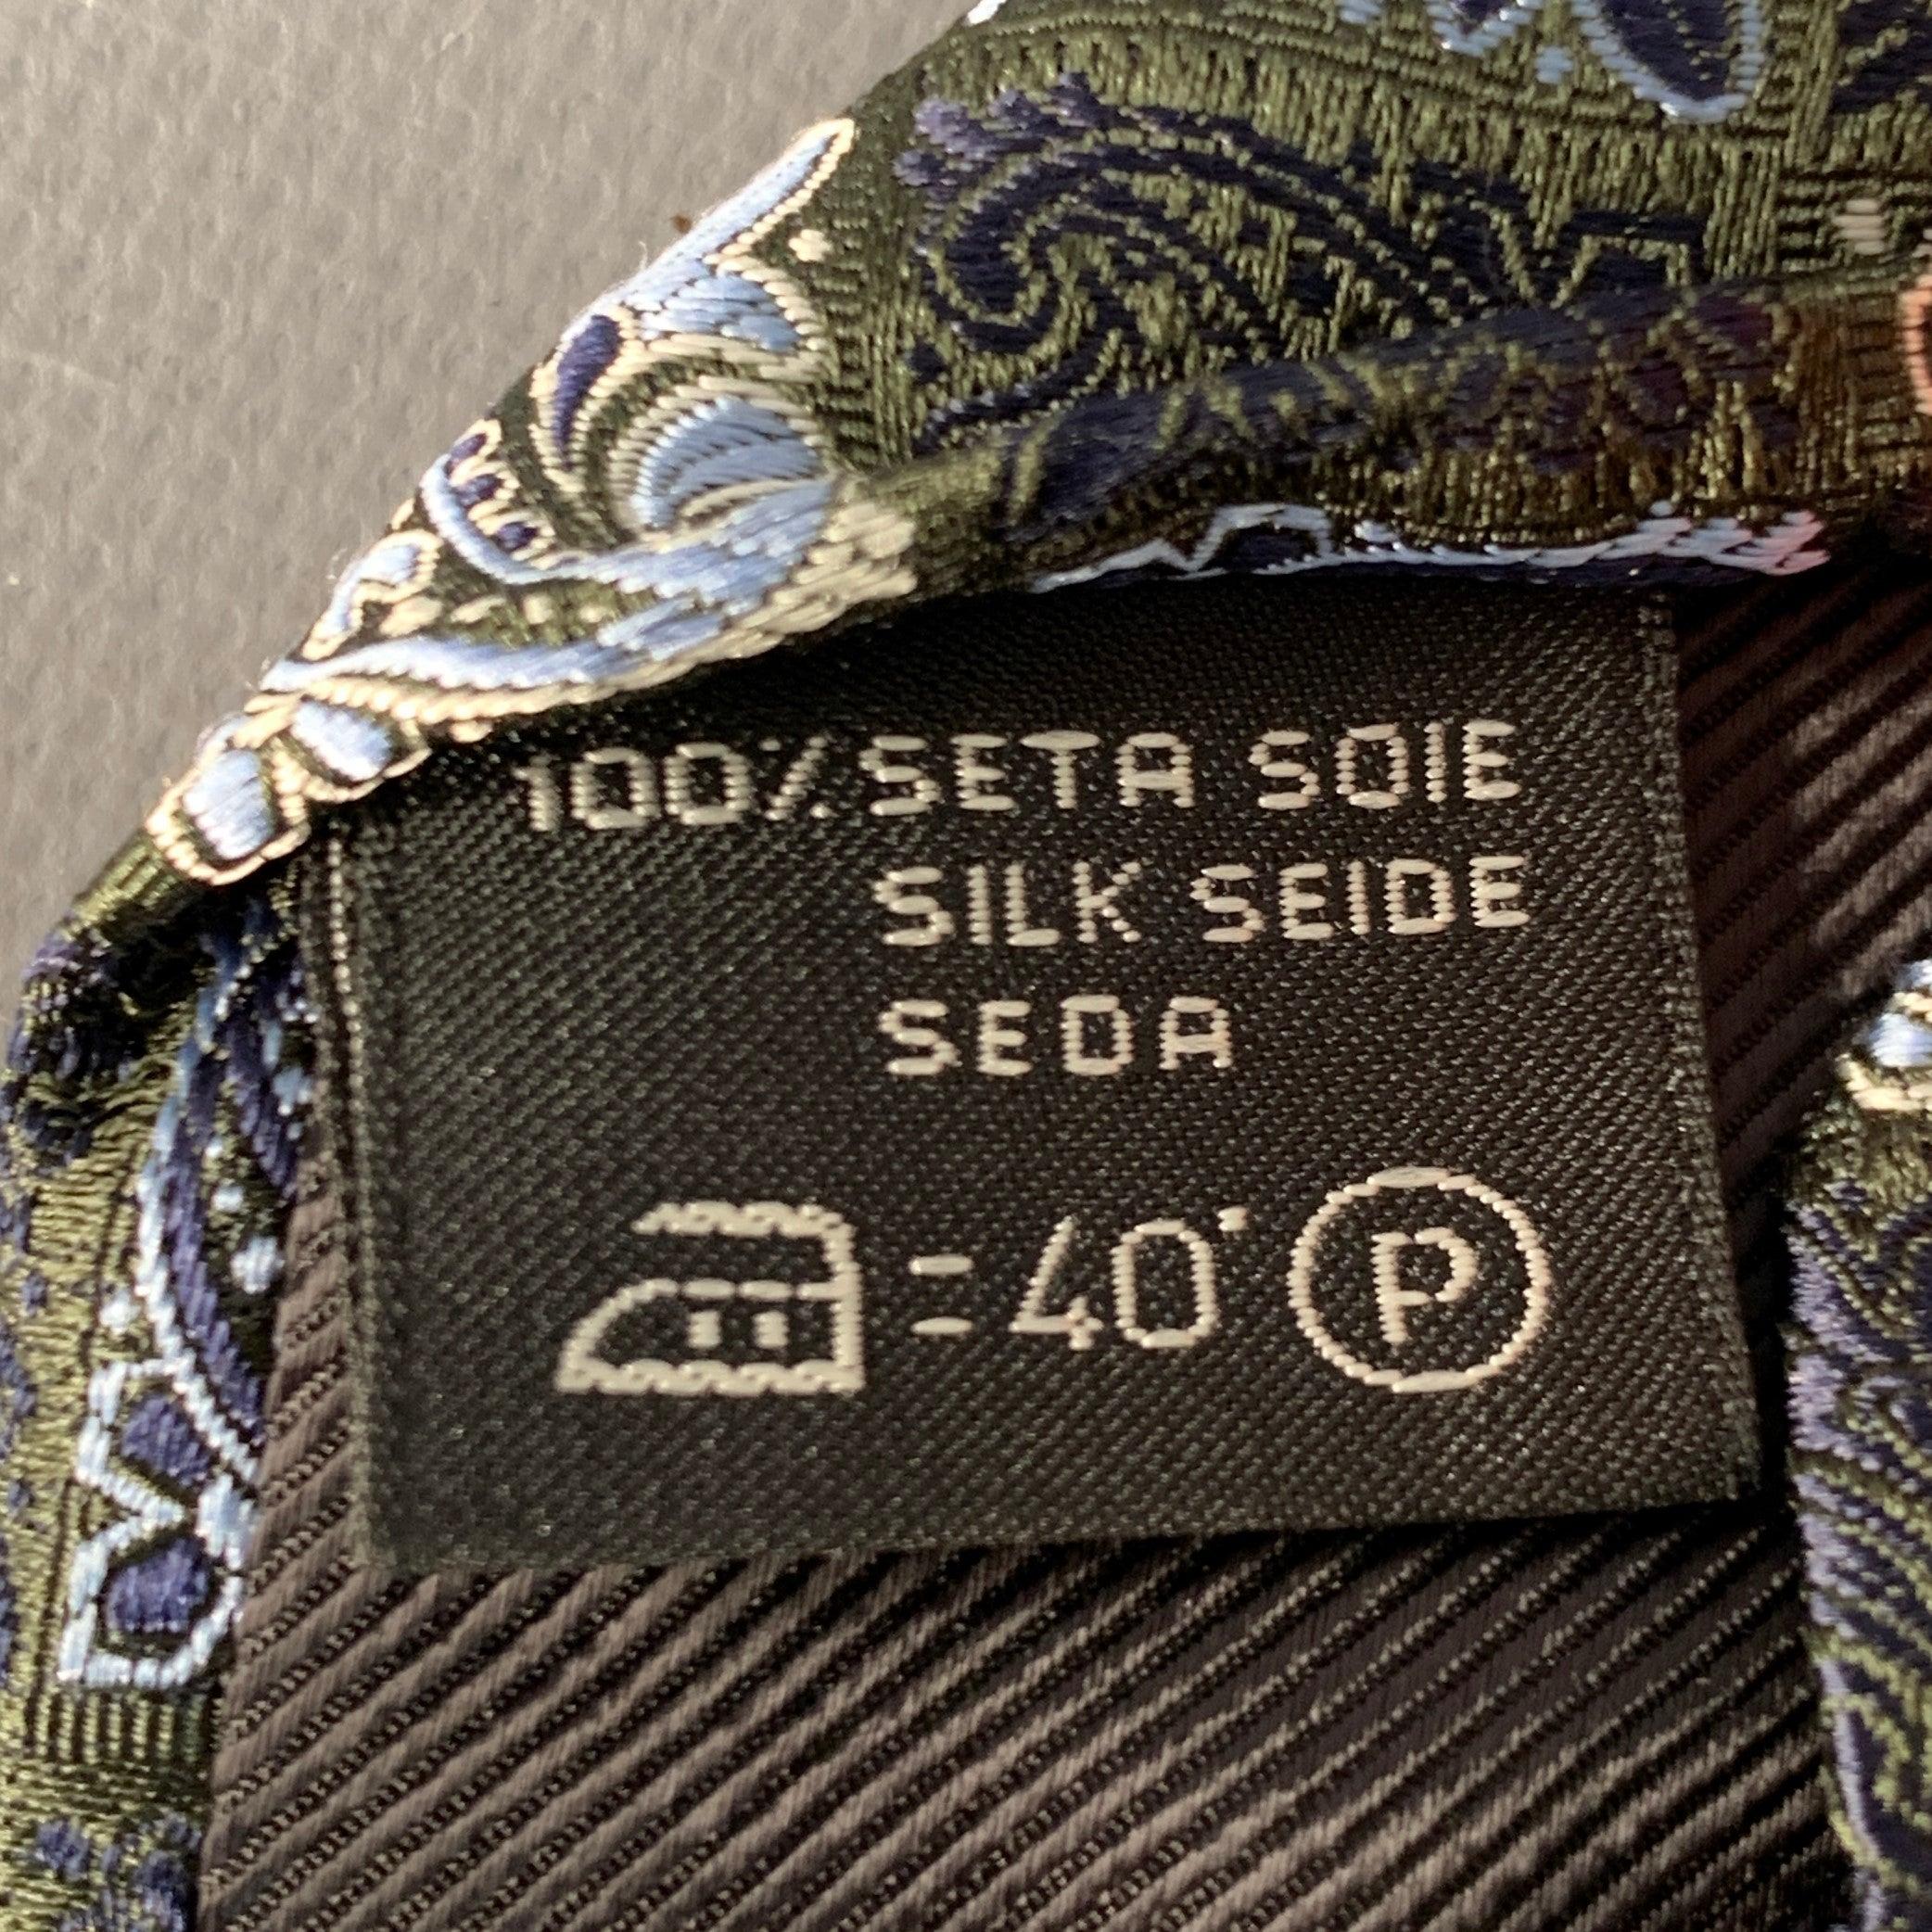 100% SETA SOIE
SILK SEIDE
SEDA
=40° P